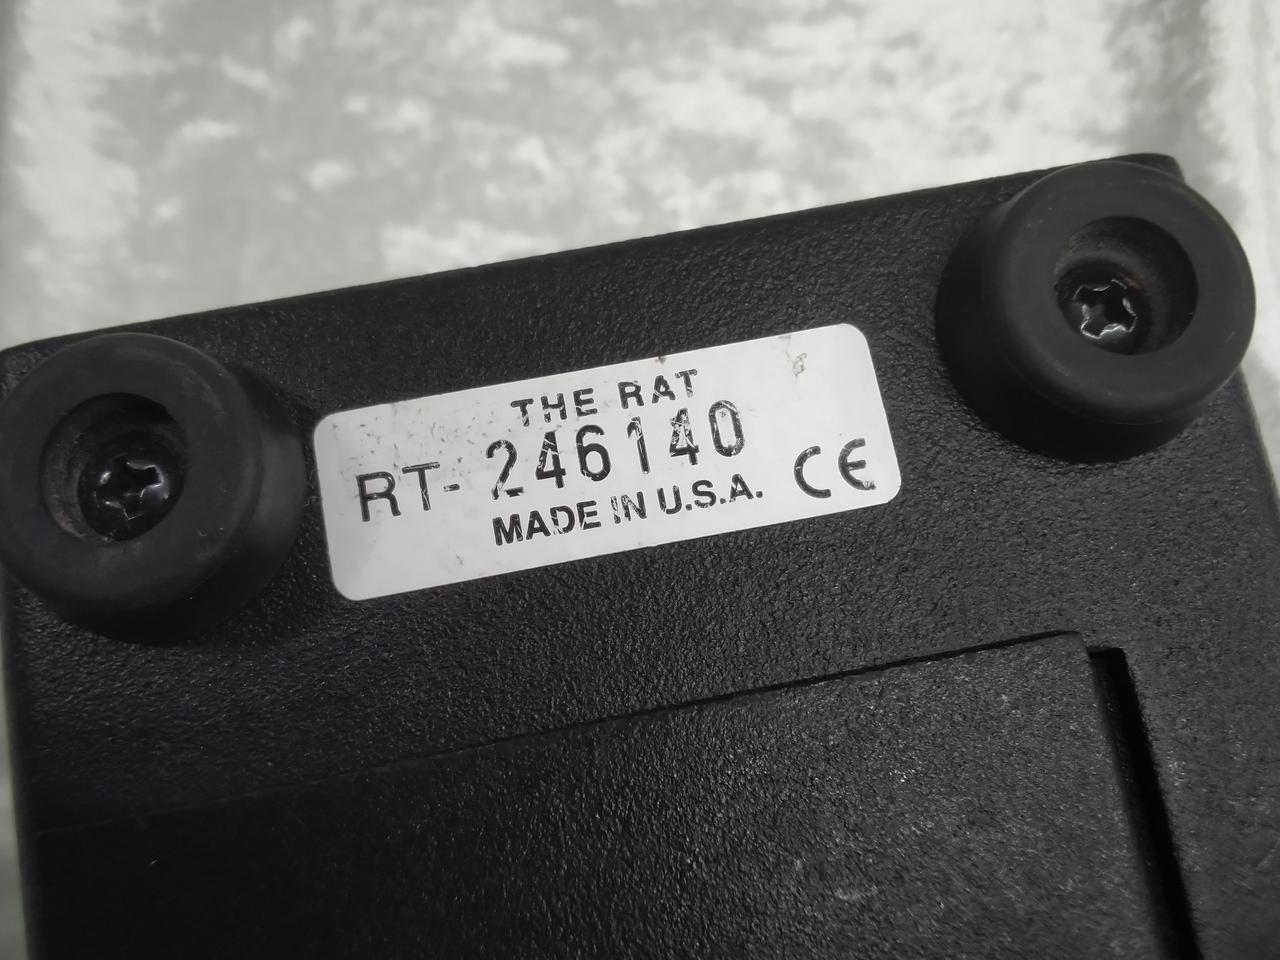 THE RAT
RT-246140
MADE IN U.S.A. CE